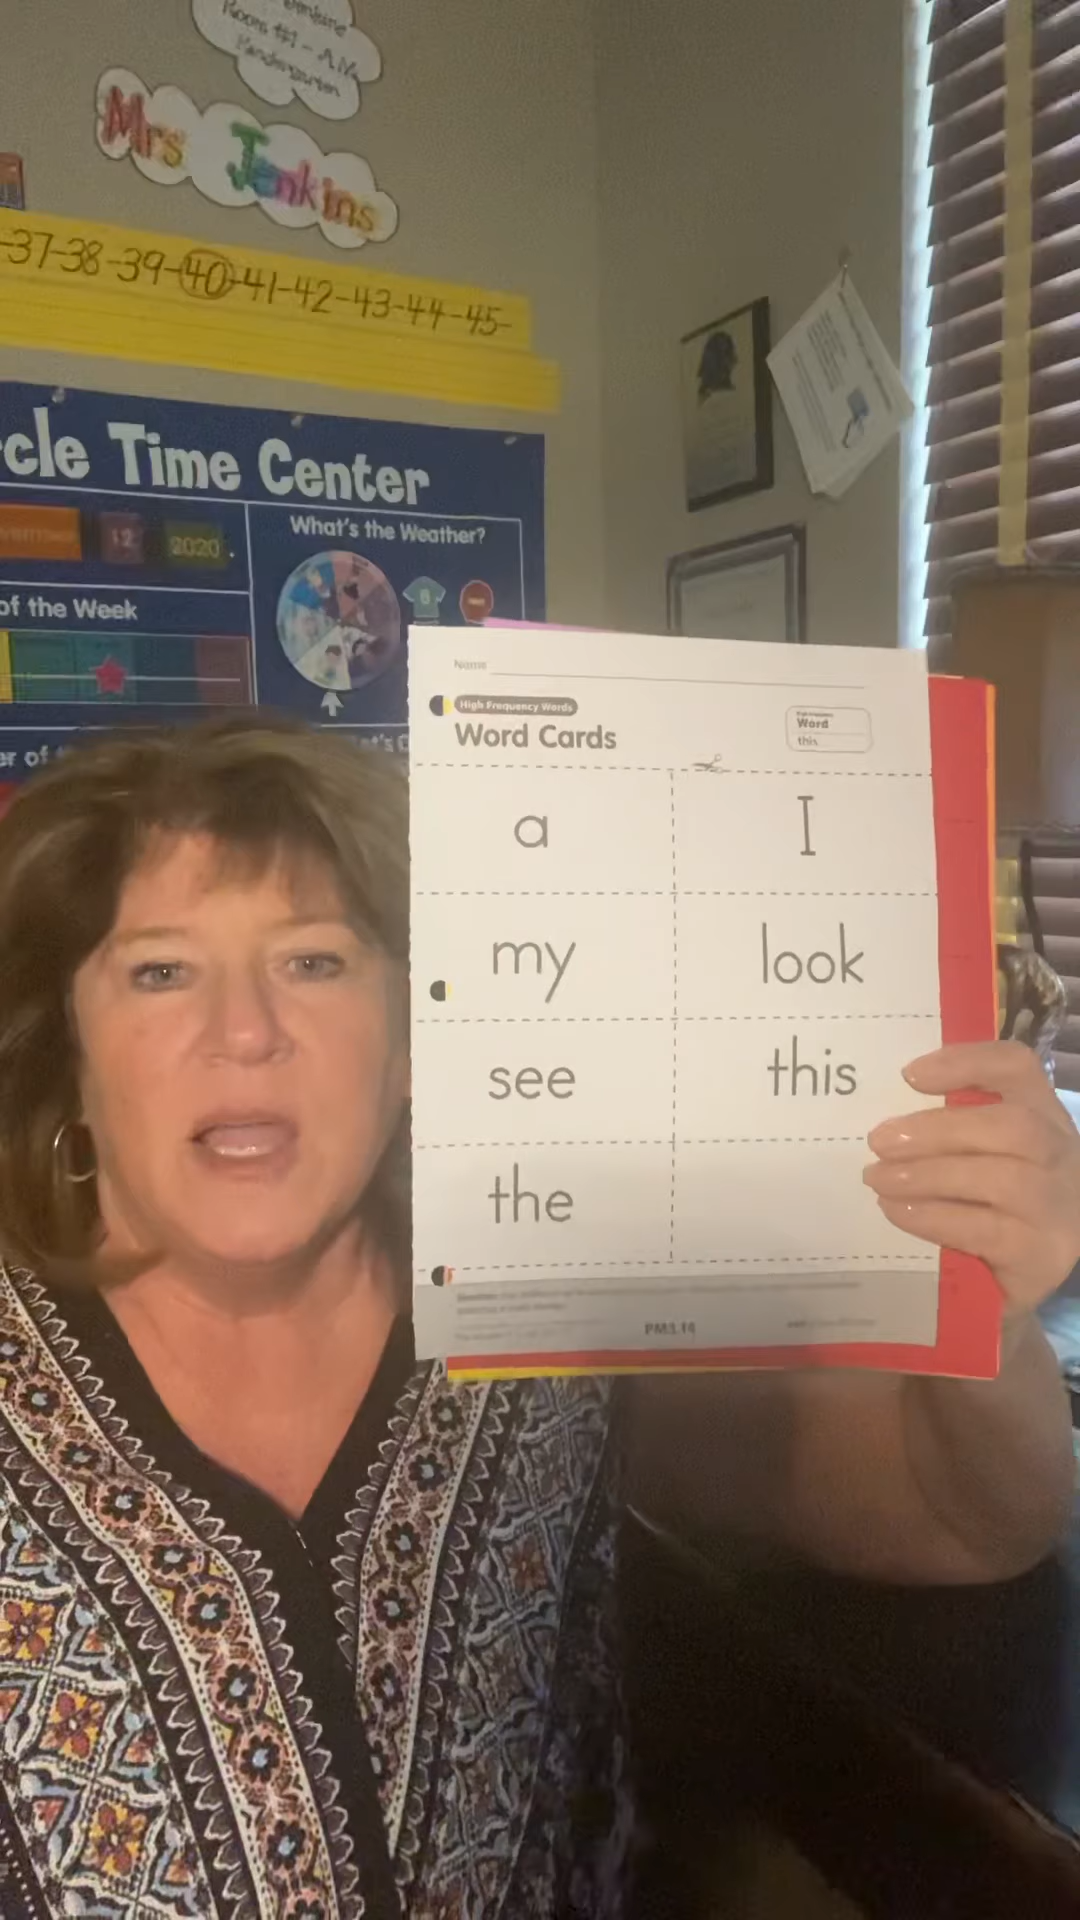 Room #1 - A.M.
Kindergarten
Mrs Jenkins
-37-38-39-40-41-42-43-44-45-
cle Time Center
12 2020.
What's the Weather?
of the Week
er of
Name
High Frequency Words
Word Cards
Word
this
a I
my look
see this
the